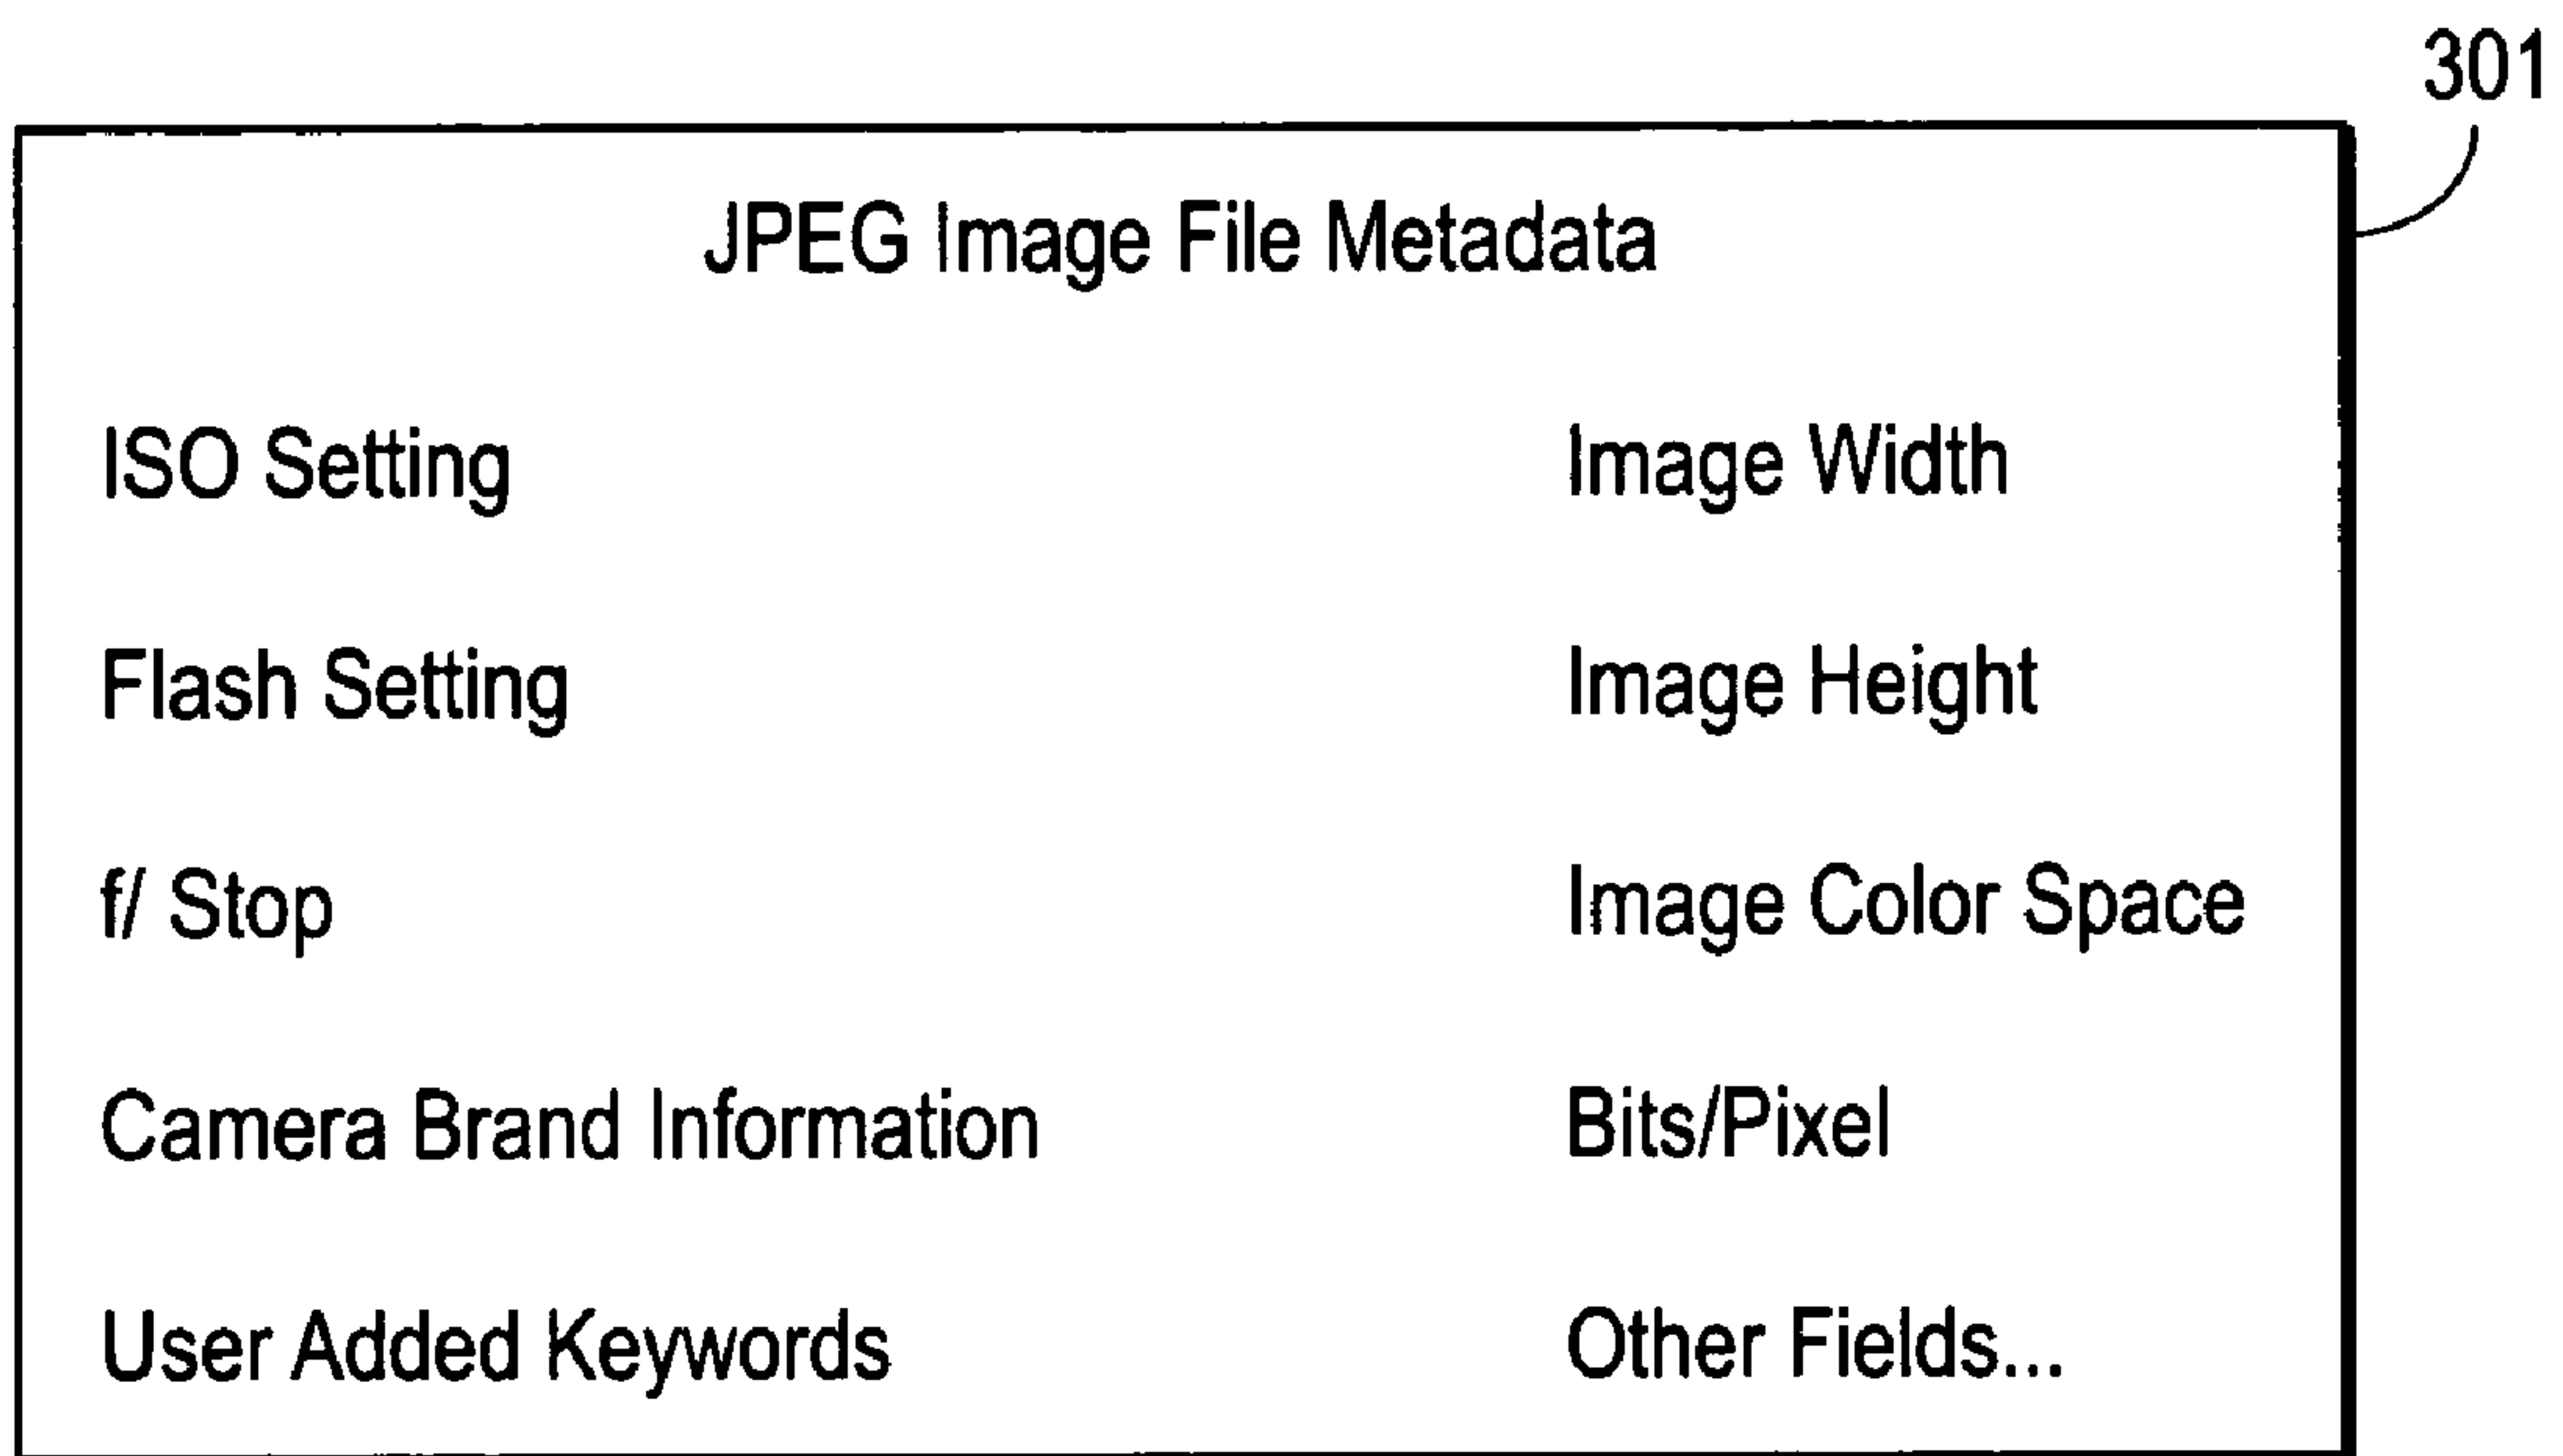 301
JPEG Image File Metadata
ISO Setting
Image Width
Flash Setting
Image Height
f/ Stop
Image Color Space
Camera Brand Information
Bits/Pixel
User Added Keywords
Other Fields...